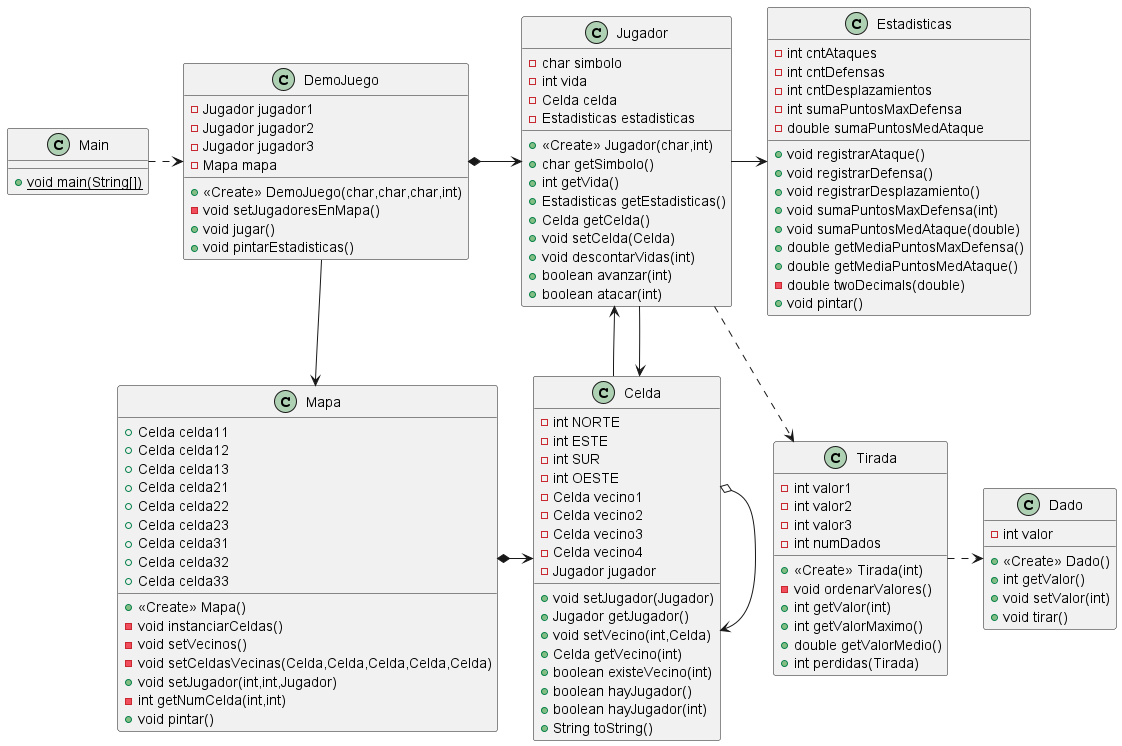 C Main
void main(String[])
C DemoJuego
Jugador jugador1
Jugador jugador2
Jugador jugador3
Mapa mapa
«Create» DemoJuego(char,char,char,int)
void setJugadoresEnMapa()
void jugar()
void pintarEstadisticas()
C Jugador
char simbolo
int vida
Celda celda
Estadisticas estadisticas
«Create» Jugador(char,int)
char getSimbolo()
int getVida()
Estadisticas getEstadisticas()
Celda getCelda()
void setCelda(Celda)
void descontarVidas(int)
boolean avanzar(int)
boolean atacar(int)
C Estadisticas
int cntAtaques
int cntDefensas
int cntDesplazamientos
int sumaPuntosMaxDefensa
double sumaPuntosMedAtaque
void registrarAtaque()
void registrarDefensa()
void registrarDesplazamiento()
void sumaPuntosMaxDefensa(int)
void sumaPuntosMedAtaque(double)
double getMediaPuntosMaxDefensa()
double getMediaPuntosMedAtaque()
double twoDecimals(double)
void pintar()
C Mapa
Celda celda11
Celda celda12
Celda celda13
Celda celda21
Celda celda22
Celda celda23
Celda celda31
Celda celda32
Celda celda33
«Create» Mapa()
void instanciarCeldas()
void setVecinos()
void setCeldasVecinas(Celda,Celda,Celda,Celda,Celda)
void setJugador(int,int,Jugador)
int getNumCelda(int,int)
void pintar()
C Celda
int NORTE
int ESTE
int SUR
int OESTE
Celda vecino1
Celda vecino2
Celda vecino3
Celda vecino4
Jugador jugador
void setJugador(Jugador)
Jugador getJugador()
void setVecino(int,Celda)
Celda getVecino(int)
boolean existeVecino(int)
boolean hayJugador()
boolean hayJugador(int)
String toString()
C Tirada
int valor1
int valor2
int valor3
int numDados
«Create» Tirada(int)
void ordenarValores()
int getValor(int)
int getValorMaximo()
double getValorMedio()
int perdidas(Tirada)
C Dado
int valor
«Create» Dado()
int getValor()
void setValor(int)
void tirar()